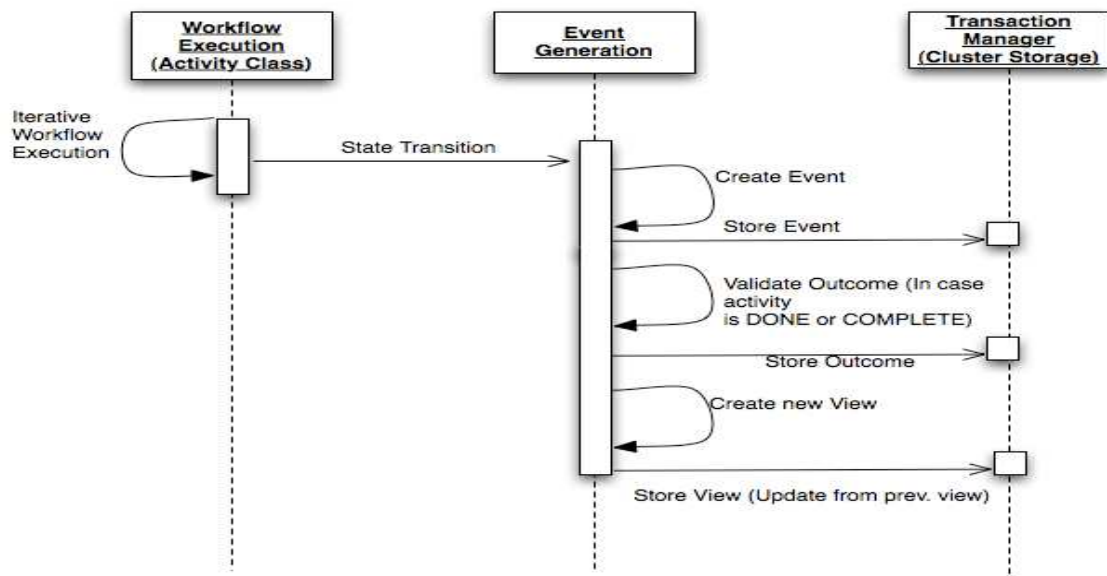 Workflow
Execution
(Activity Class)
Event
Generation
Transaction
Manager
(Cluster Storage)
Iterative
Workflow
Execution
State Transition
Create Event
Store Event
Validate Outcome (In case
activity
is DONE or COMPLETE)
Store Outcome
Create new View
Store View (Update from prev. view)